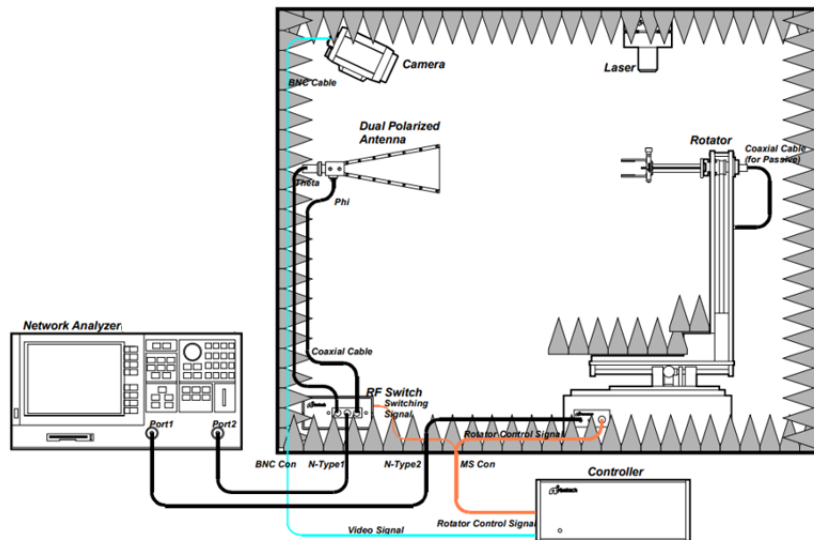 Camera
BNC Cable
Laser
Dual Polarized
Antenna
Rotator
Coaxial Cable
(for Passive)
Theta
Phi
Network Analyzer
Coaxial Cable
RF Switch
Switching
Signal
Port1
Port2
Rotator Control Signal
BNC Con
N-Type1
N-Type2
MS Con
Controller
Rotator Control Signal
Video Signal